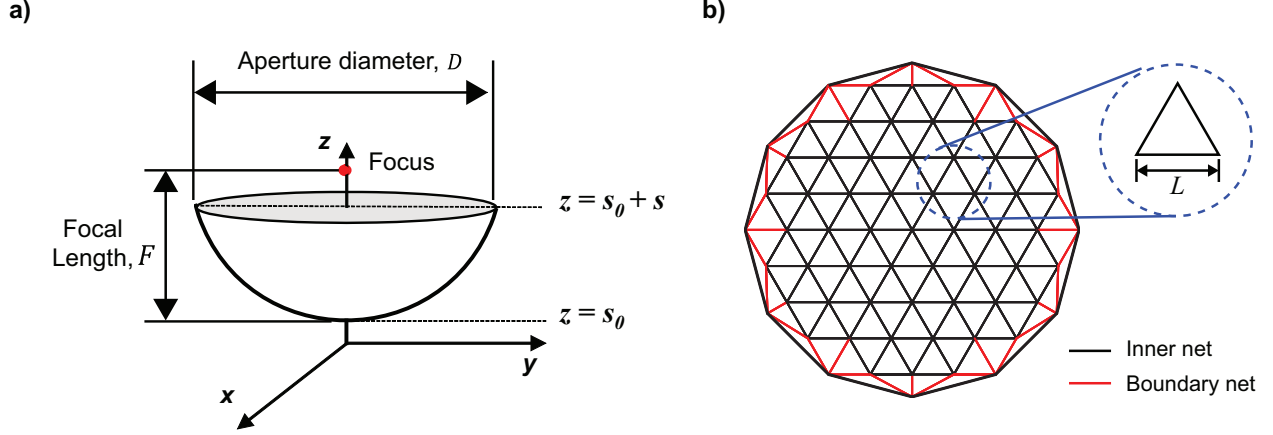 a)
Aperture diameter, D
z
Focus
z = s₀ + s
Focal
Length, F
z = s₀
y
x
b)
L
Inner net
Boundary net